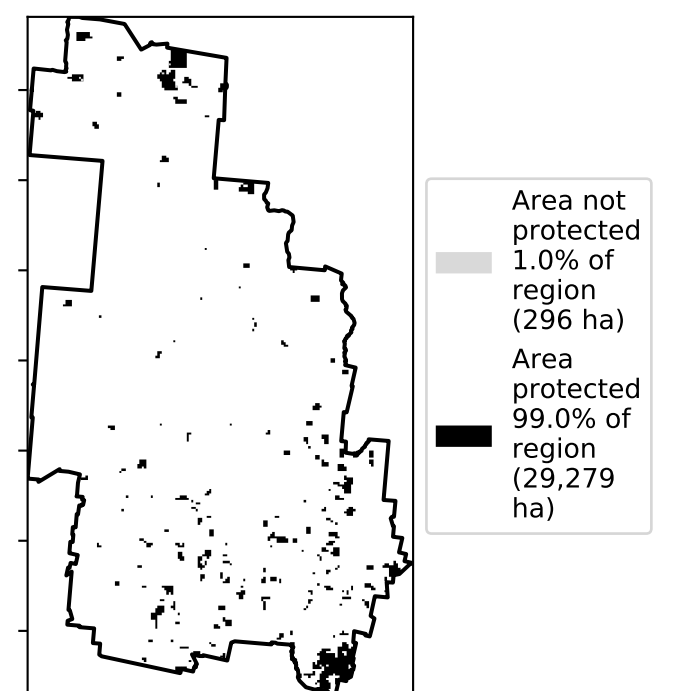 Area not
protected
1.0% of
region
(296 ha)
Area
protected
99.0% of
region
(29,279
ha)